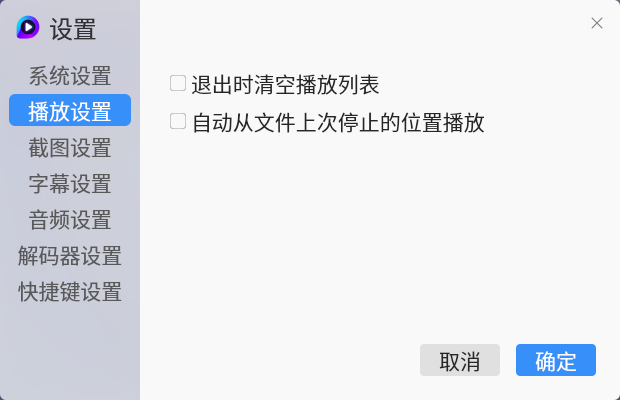 设置
系统设置
播放设置
截图设置
字幕设置
音频设置
解码器设置
快捷键设置
退出时清空播放列表
自动从文件上次停止的位置播放
取消
确定